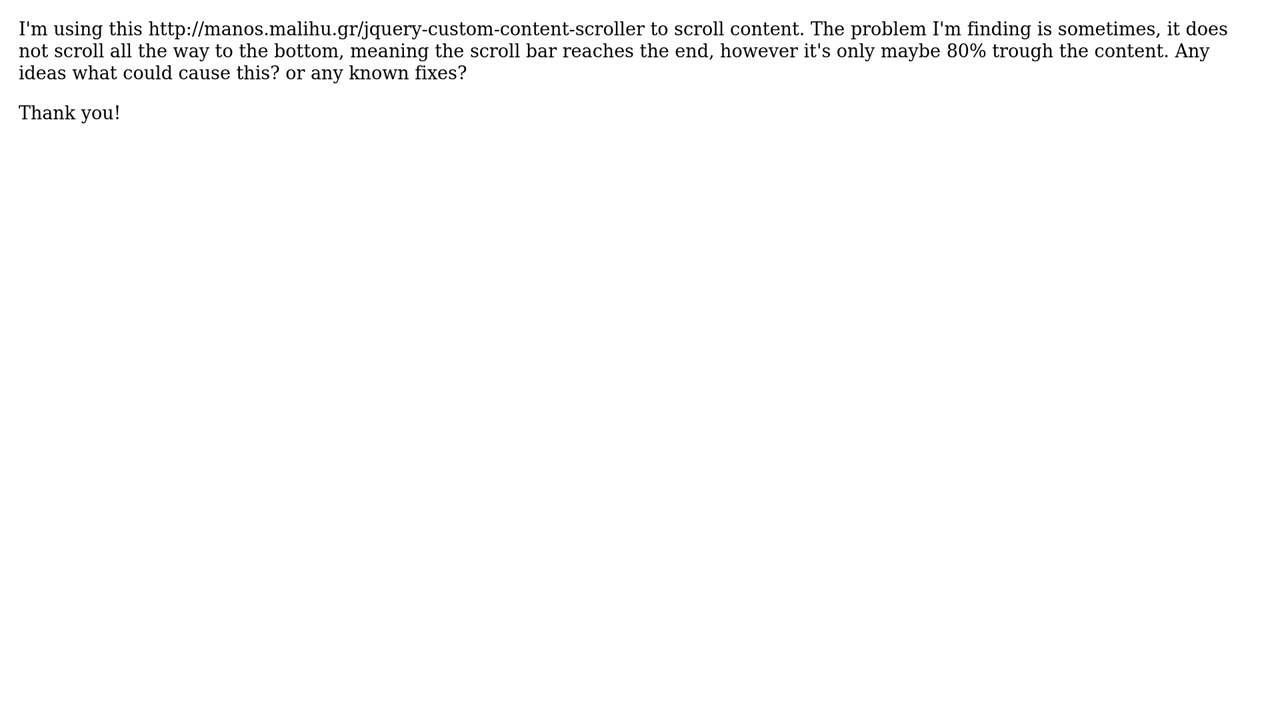 I'm using this http://manos.malihu.gr/jquery-custom-content-scroller to scroll content. The problem I'm finding is sometimes, it does
not scroll all the way to the bottom, meaning the scroll bar reaches the end, however it's only maybe 80% trough the content. Any
ideas what could cause this? or any known fixes?
Thank you!